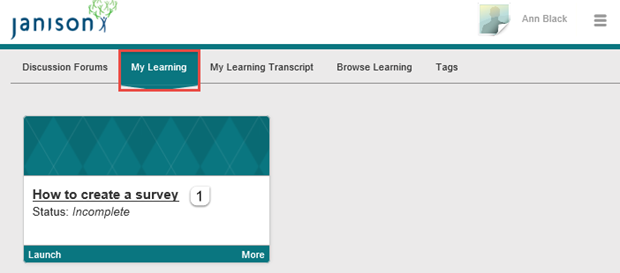 janison
Ann Black
Discussion Forums My Learning My Learning Transcript Browse Learning Tags
How to create a survey 1
Status: Incomplete
Launch More